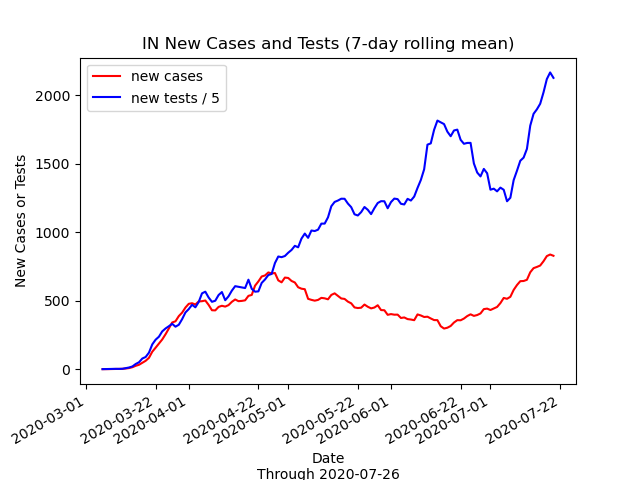 IN New Cases and Tests (7-day rolling mean)
new cases
new tests / 5
New Cases or Tests
2000
1500
1000
500
0
2020-03-01
2020-03-22
2020-04-01
2020-04-22
2020-05-01
2020-05-22
2020-06-01
2020-06-22
2020-07-01
2020-07-22
Date
Through 2020-07-26